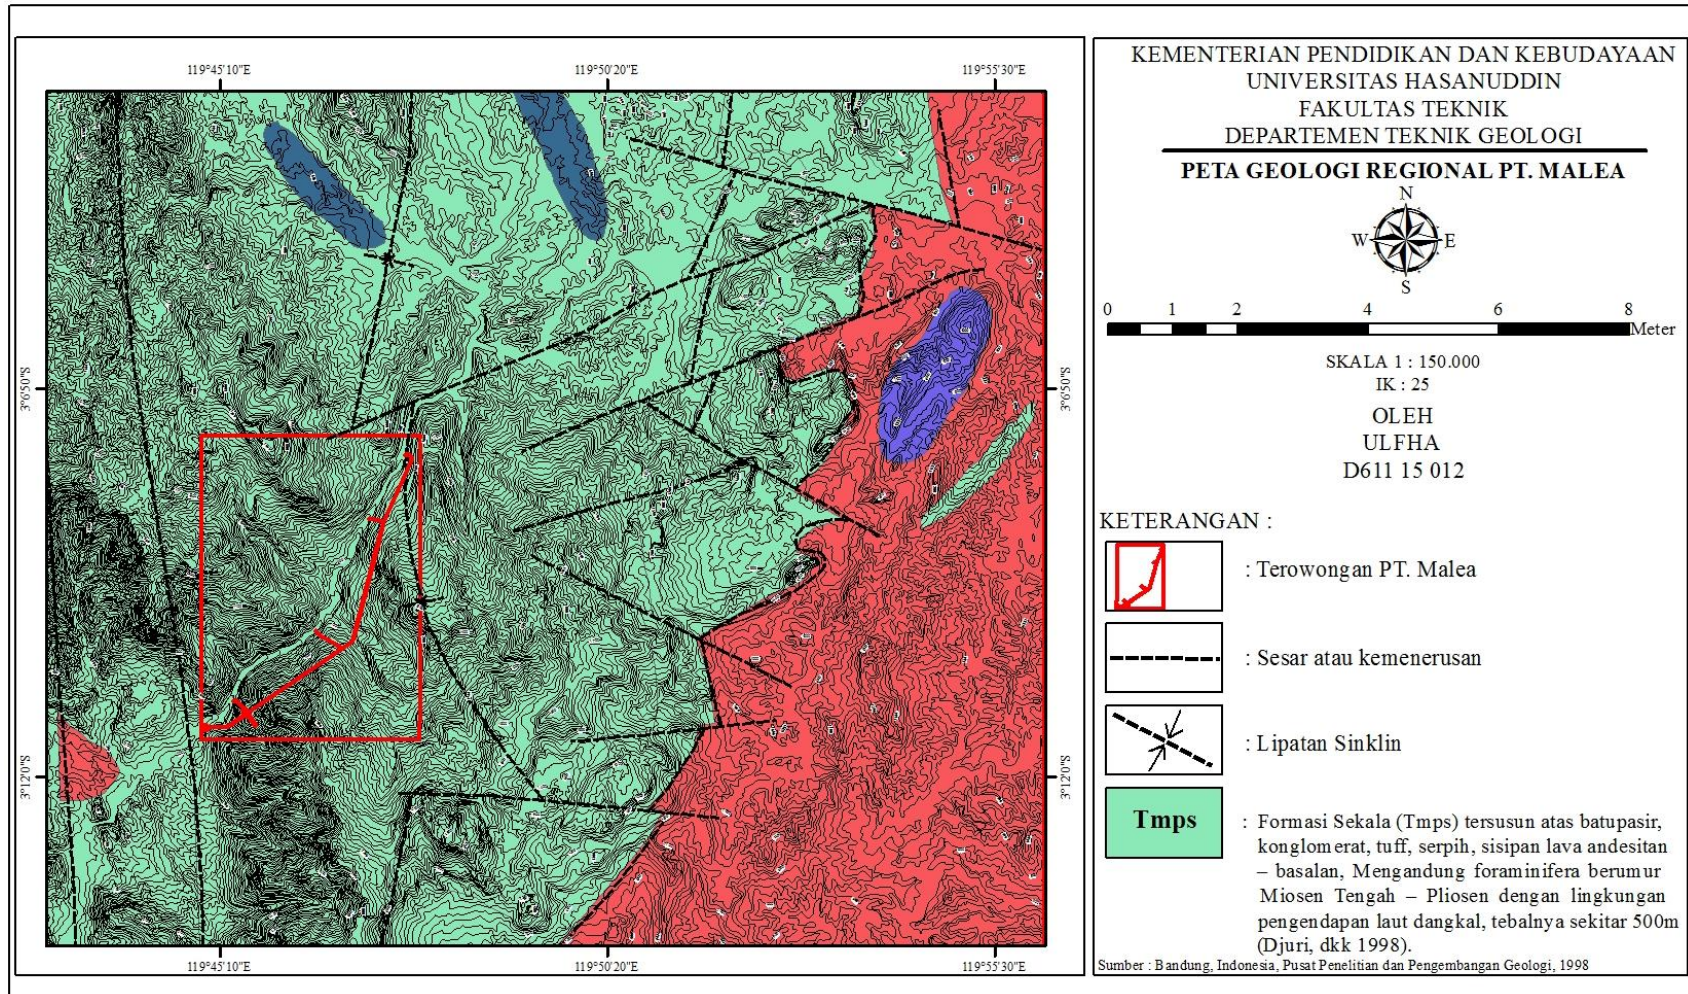 119°45'10"E 119°50'20"E 119°55'30"E
3°6'50"S 3°6'50"S
3°12'0"S 3°12'0"S
119°45'10"E 119°50'20"E 119°55'30"E
KEMENTERIAN PENDIDIKAN DAN KEBUDAYAAN
UNIVERSITAS HASANUDDIN
FAKULTAS TEKNIK
DEPARTEMEN TEKNIK GEOLOGI
PETA GEOLOGI REGIONAL PT. MALEA
N
W E
S
0 1 2 4 6 8
Meter
SKALA 1 : 150.000
IK : 25
OLEH
ULFHA
D611 15 012
KETERANGAN :
: Terowongan PT. Malea
: Sesar atau kemenerusan
: Lipatan Sinklin
Tmps
: Formasi Sekala (Tmps) tersusun atas batupasir,
konglomerat, tuff, serpih, sisipan lava andesitan
– basalan, Mengandung foraminifera berumur
Miosen Tengah – Pliosen dengan lingkungan
pengendapan laut dangkal, tebalnya sekitar 500m
(Djuri, dkk 1998).
Sumber : Bandung, Indonesia, Pusat Penelitian dan Pengembangan Geologi, 1998